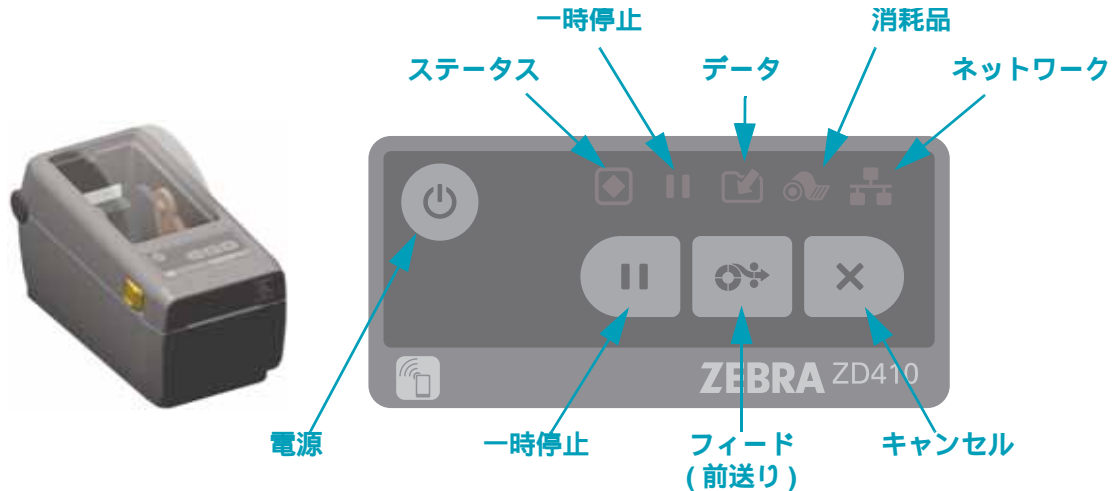 一時停止
消耗品
ステータス
データ
ネットワーク
ZEBRA ZD410
電源
一時停止
フィード
キャンセル
(前送り)